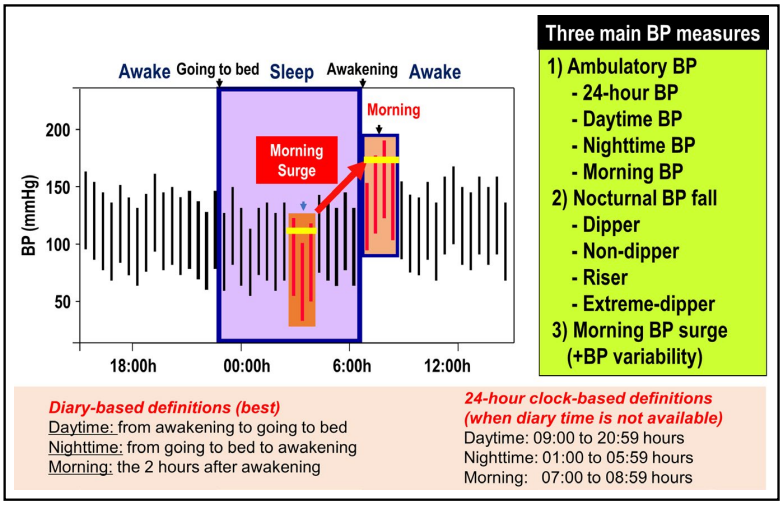 Three main BP measures
1) Ambulatory BP
- 24-hour BP
- Daytime BP
- Nighttime BP
- Morning BP
2) Nocturnal BP fall
- Dipper
- Non-dipper
- Riser
- Extreme-dipper
3) Morning BP surge
(+BP variability)
Awake Going to bed Sleep Awakening Awake
Morning
Morning
Surge
BP (mmHg)
200
150
100
50
18:00h 00:00h 6:00h 12:00h
Diary-based definitions (best)
Daytime: from awakening to going to bed
Nighttime: from going to bed to awakening
Morning: the 2 hours after awakening
24-hour clock-based definitions
(when diary time is not available)
Daytime: 09:00 to 20:59 hours
Nighttime: 01:00 to 05:59 hours
Morning: 07:00 to 08:59 hours